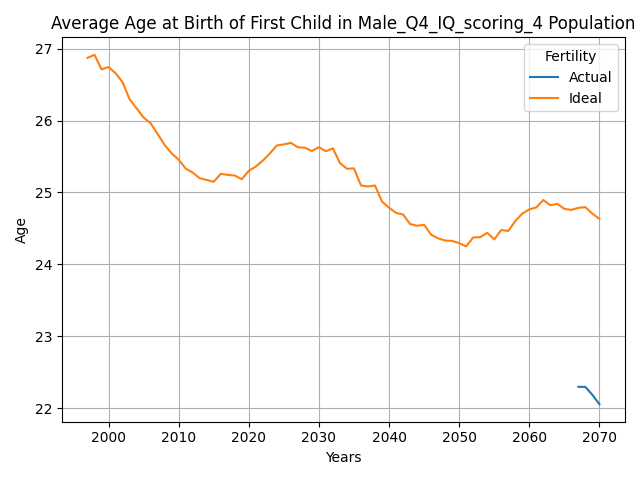 Average Age at Birth of First Child in Male_Q4_IQ_scoring_4 Population
Fertility
Actual
Ideal
27
26
25
24
23
22
Age
2000 2010 2020 2030 2040 2050 2060 2070
Years